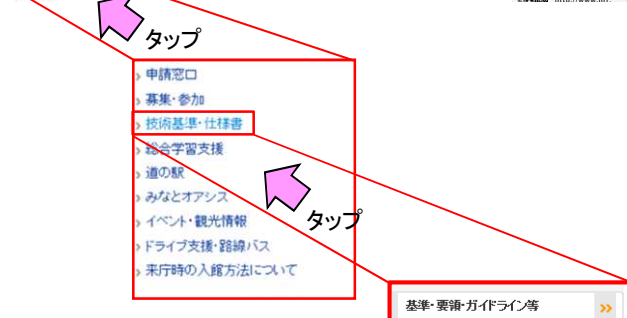 タップ
申請窓口
募集・参加
技術基準・仕様書
総合学習支援
道の駅
みなとオアシス
イベント・観光情報
タップ
ドライブ支援・路線バス
来庁時の入館方法について
基準・要領・ガイドライン等